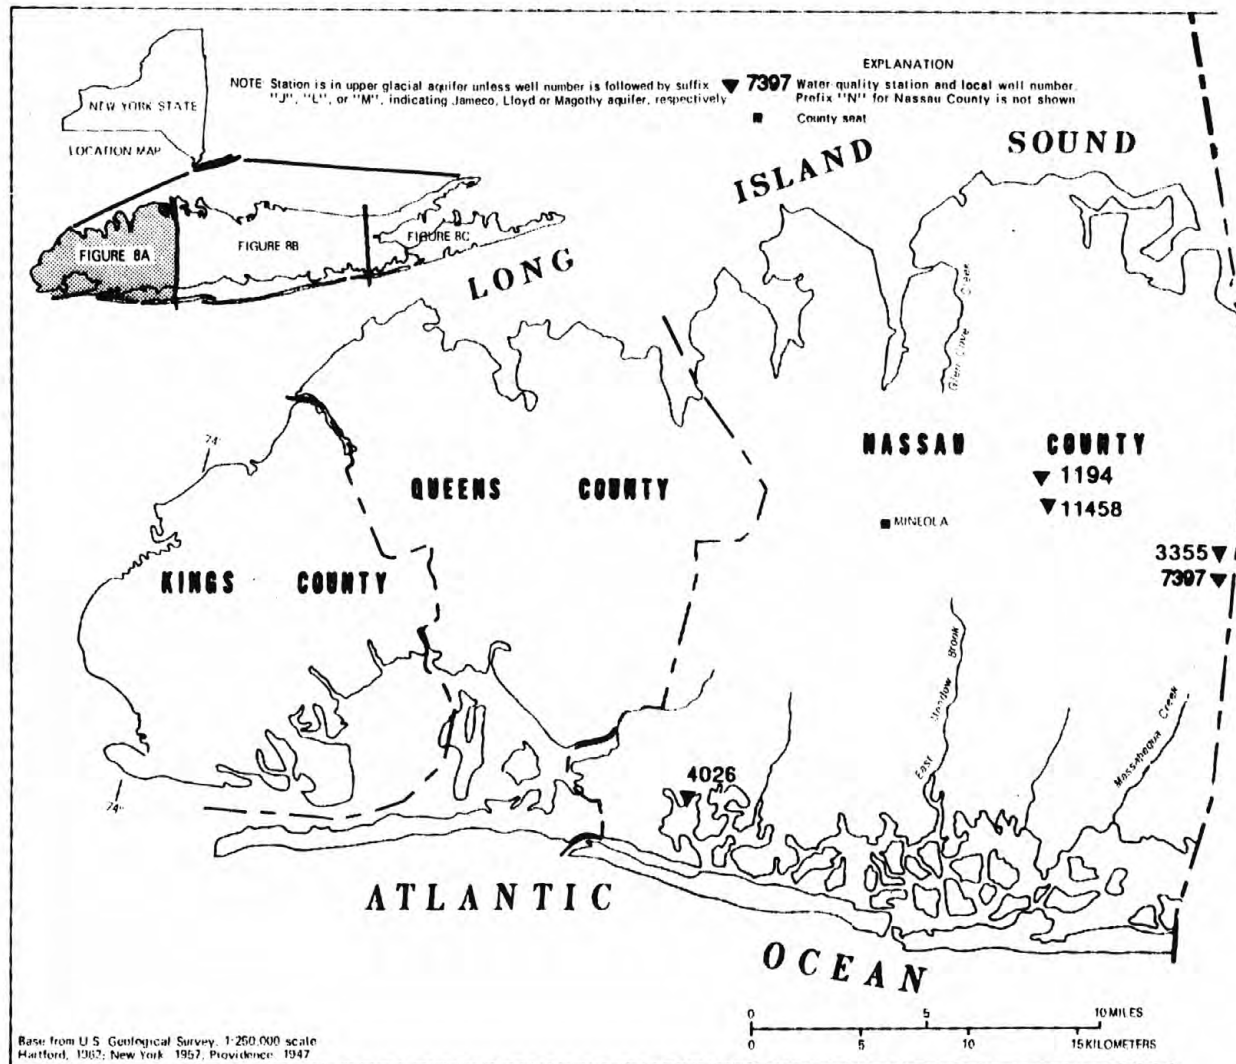 EXPLANATION
NOTE: Station is in upper glacial aquifer unless well number is followed by suffix
"J", "L", or "M", indicating Jameco, Lloyd or Magothy aquifer, respectively
7397 Water-quality station and local well number.
Prefix "N" for Nassau County is not shown
County seat
NEW YORK STATE
LOCATION MAP
FIGURE 8A
FIGURE 8B
FIGURE 8C
LONG
ISLAND
SOUND
Glen Cove Creek
74°
QUEENS COUNTY
NASSAU COUNTY
1194
11458
MINEOLA
3355
7397
KINGS COUNTY
East Meadow Brook
Massapequa Creek
4026
74°
ATLANTIC
OCEAN
0 5 10 MILES
0 5 10 15 KILOMETERS
Base from U.S. Geological Survey, 1:250,000 scale
Hartford, 1962; New York 1957; Providence 1947